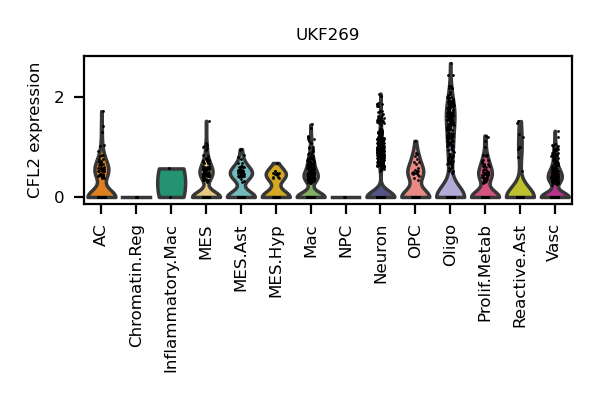 UKF269
CFL2 expression
2
0
AC
Chromatin.Reg
Inflammatory.Mac
MES
MES.Ast
MES.Hyp
Mac
NPC
Neuron
OPC
Oligo
Prolif.Metab
Reactive.Ast
Vasc